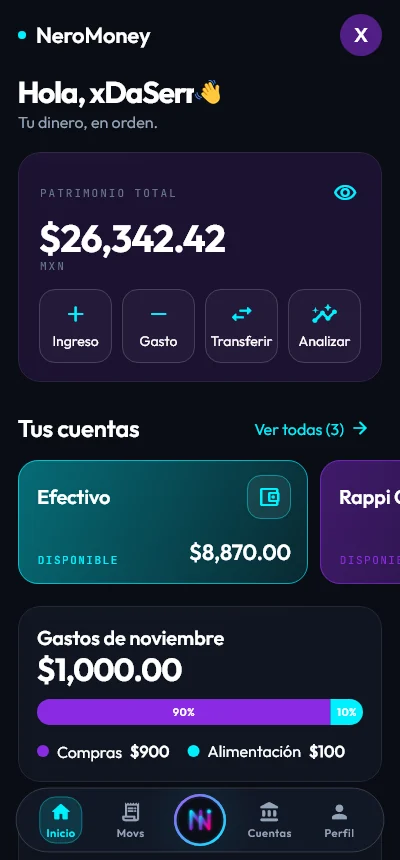 NeroMoney
X
Hola, xDaSerr👋
Tu dinero, en orden.
PATRIMONIO TOTAL
$26,342.42
MXN
Ingreso
Gasto
Transferir
Analizar
Tus cuentas
Ver todas (3)
Efectivo
DISPONIBLE
$8,870.00
Rappi
Gastos de noviembre
$1,000.00
90%
10%
Compras $900
Alimentación $100
Inicio
Movs
Cuentas
Perfil